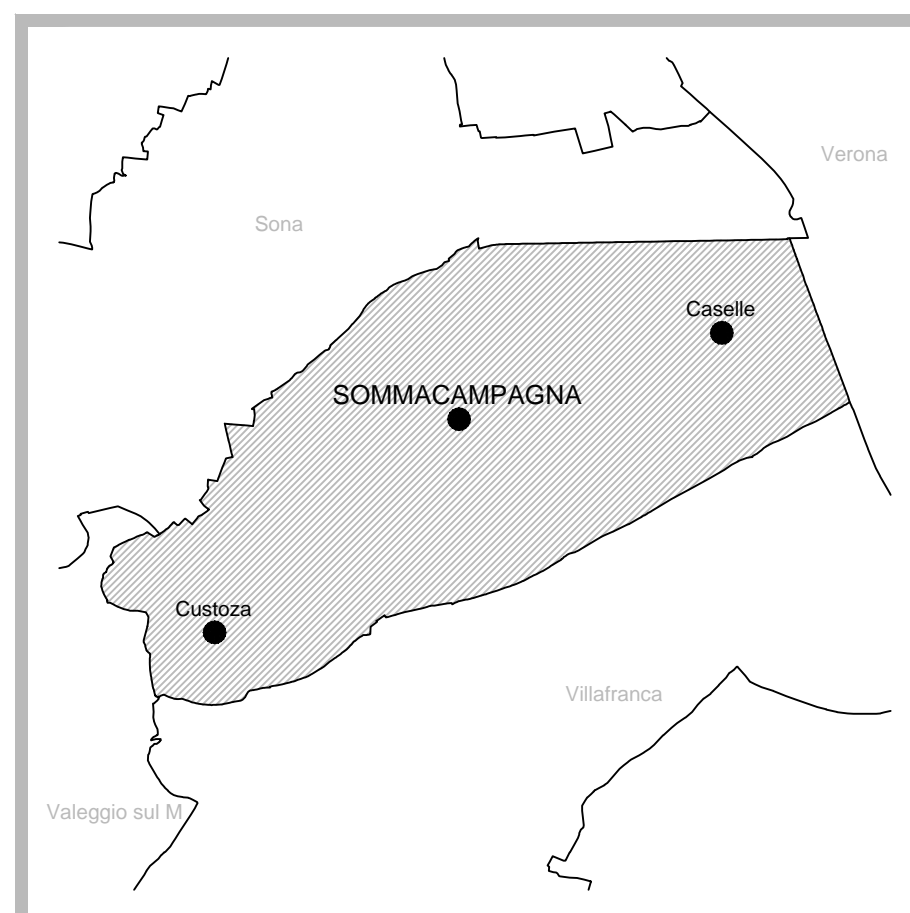 Verona
Sona
Caselle
SOMMACAMPAGNA
Custoza
Villafranca
Valeggio sul M